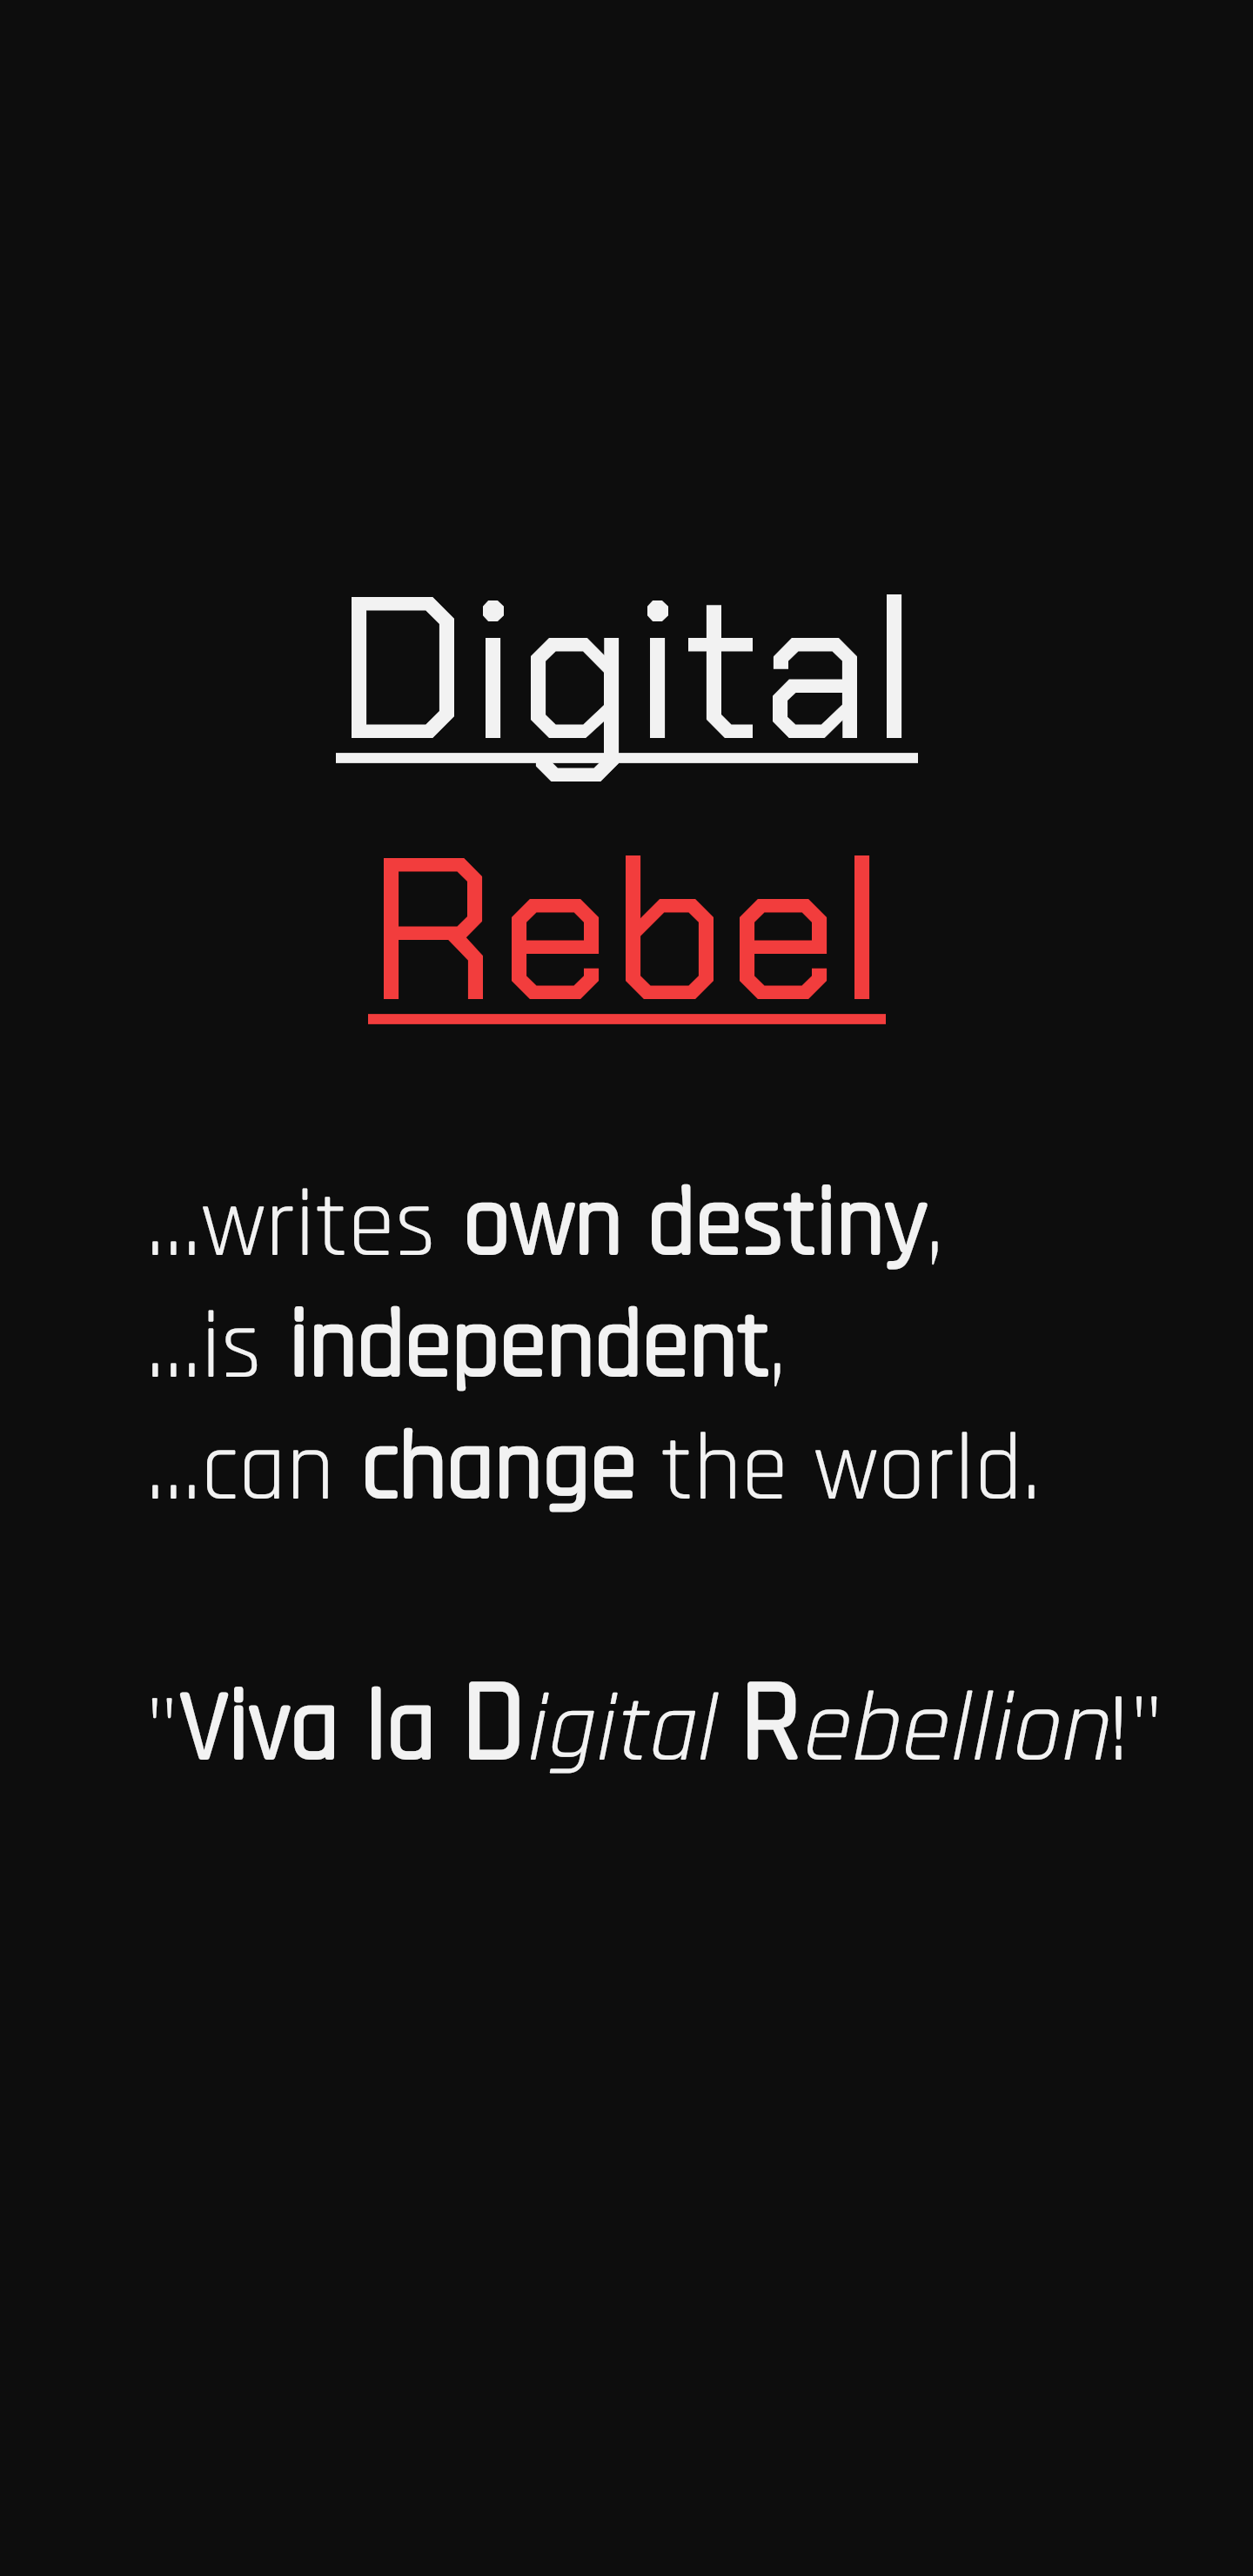 Digital
Rebel
...writes own destiny,
...is independent,
...can change the world.
"Viva la Digital Rebellion!"